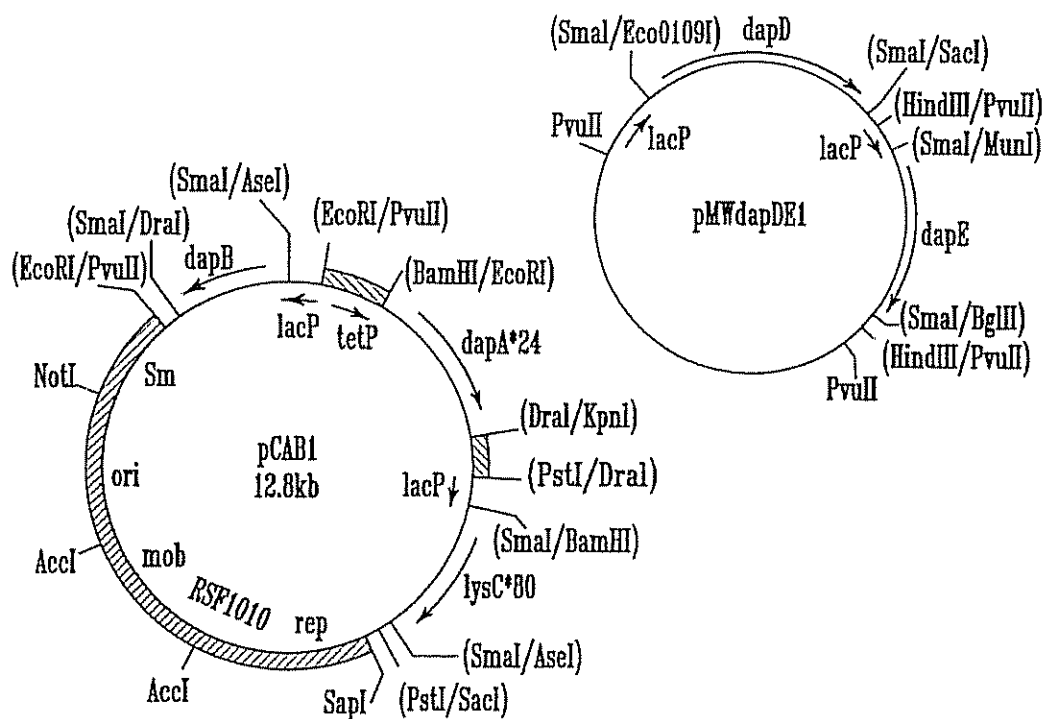 (SmaI/Eco0109I)
dapD
(SmaI/SacI)
(HindIII/PvuII)
PvuII
lacP
lacP
(SmaI/MunI)
pMWdapDE1
dapE
(SmaI/BglII)
(HindIII/PvuII)
PvuII
(SmaI/AseI)
(EcoRI/PvuII)
(SmaI/DraI)
dapB
(EcoRI/PvuII)
(BamHI/EcoRI)
lacP
tetP
dapA*24
NotI
Sm
(DraI/KpnI)
pCAB1
12.8kb
ori
lacP
(PstI/DraI)
(SmaI/BamHI)
AccI
mob
lysC*80
RSF1010
rep
(SmaI/AseI)
AccI
SapI
(PstI/SacI)